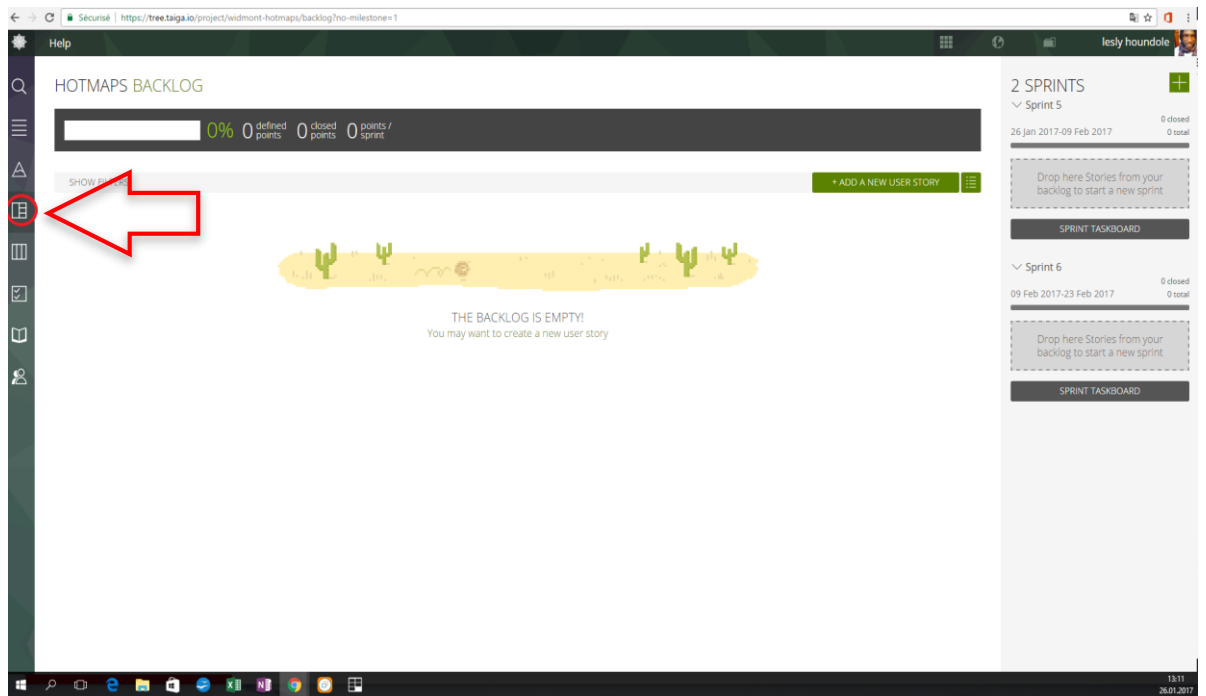 Sécurisé | https://tree.taiga.io/project/widmont-hotmaps/backlog?no-milestone=1
Help
lesly houndole
HOTMAPS BACKLOG
0% 0 defined points 0 closed points 0 points / sprint
SHOW FILTERS
+ ADD A NEW USER STORY
THE BACKLOG IS EMPTY!
You may want to create a new user story
2 SPRINTS
Sprint 5
0 closed
26 Jan 2017-09 Feb 2017
0 total
Drop here Stories from your
backlog to start a new sprint
SPRINT TASKBOARD
Sprint 6
0 closed
09 Feb 2017-23 Feb 2017
0 total
Drop here Stories from your
backlog to start a new sprint
SPRINT TASKBOARD
13:11
26.01.2017